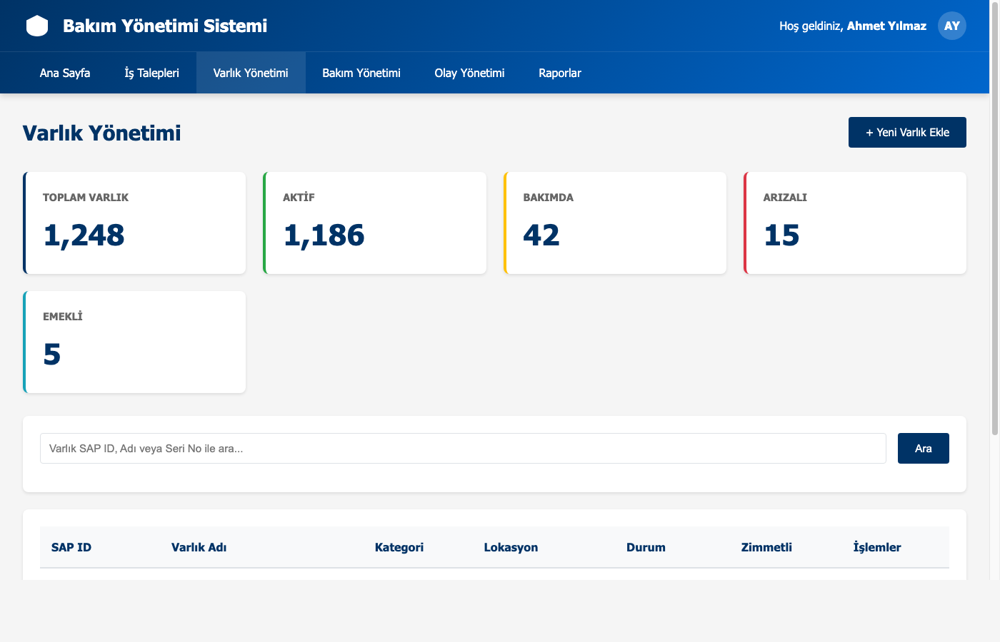 Bakım Yönetimi Sistemi
Hoş geldiniz, Ahmet Yılmaz
AY
Ana Sayfa
İş Talepleri
Varlık Yönetimi
Bakım Yönetimi
Olay Yönetimi
Raporlar
Varlık Yönetimi
+ Yeni Varlık Ekle
TOPLAM VARLIK
1,248
AKTİF
1,186
BAKIMDA
42
ARIZALI
15
EMEKLİ
5
Varlık SAP ID, Adı veya Seri No ile ara...
Ara
SAP ID
Varlık Adı
Kategori
Lokasyon
Durum
Zimmetli
İşlemler